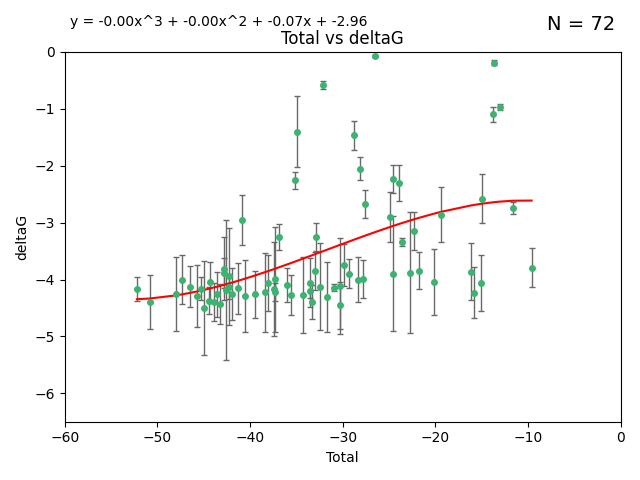 y = -0.00x^3 + -0.00x^2 + -0.07x + -2.96
N = 72
Total vs deltaG
0
−1
−2
−3
−4
−5
−6
deltaG
−60
−50
−40
−30
−20
−10
0
Total